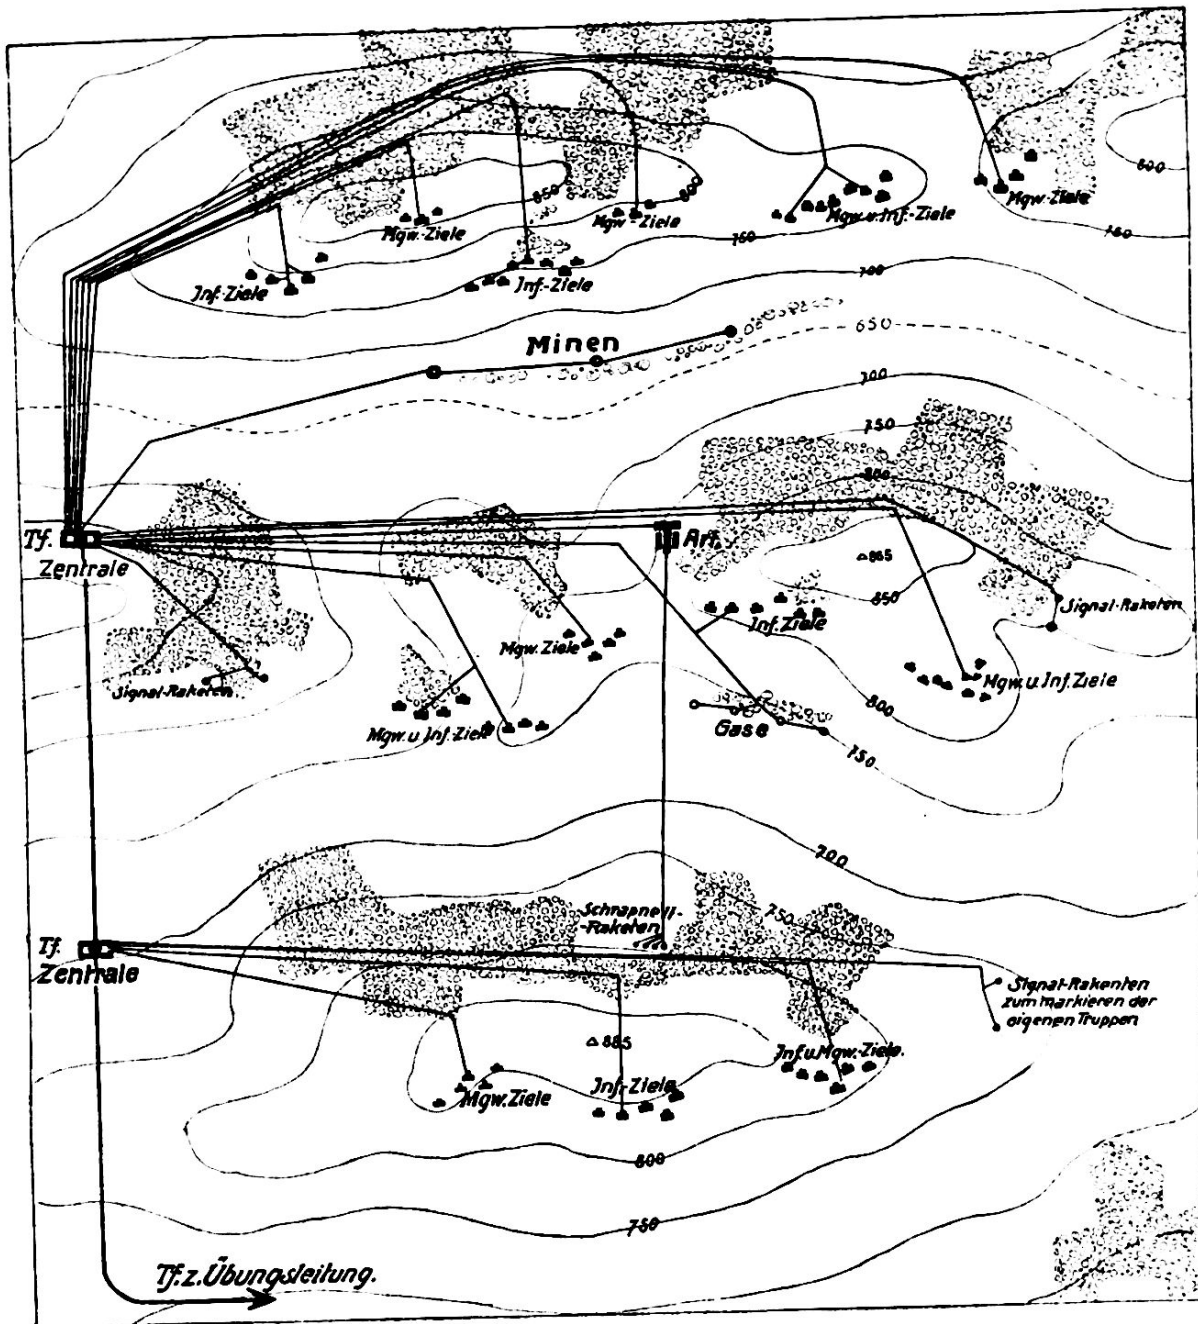 600
850
800
Mgw.-Ziele
Mgw-Ziele
Mgw-Ziele
Mgw.u.Inf.-Ziele
760
750
700
Inf-Ziele
Inf.-Ziele
650
Minen
700
750
800
Tf.
Zentrale
Art.
△865
850
Signal-Raketen
Inf.Ziele
Mgw.Ziele
Signal-Raketen
Mgw.u.Inf.Ziele
800
Mgw.u Inf-Ziele
Gase
750
700
750
Schrapnell-
-Raketen
Tf.
Zentrale
Signal-Rakenten
zum markieren der
eigenen Truppen
△885
Inf.u.Mgw.-Ziele.
Mgw.Ziele
Inf-Ziele
800
750
Tf.z.Übungsleitung.